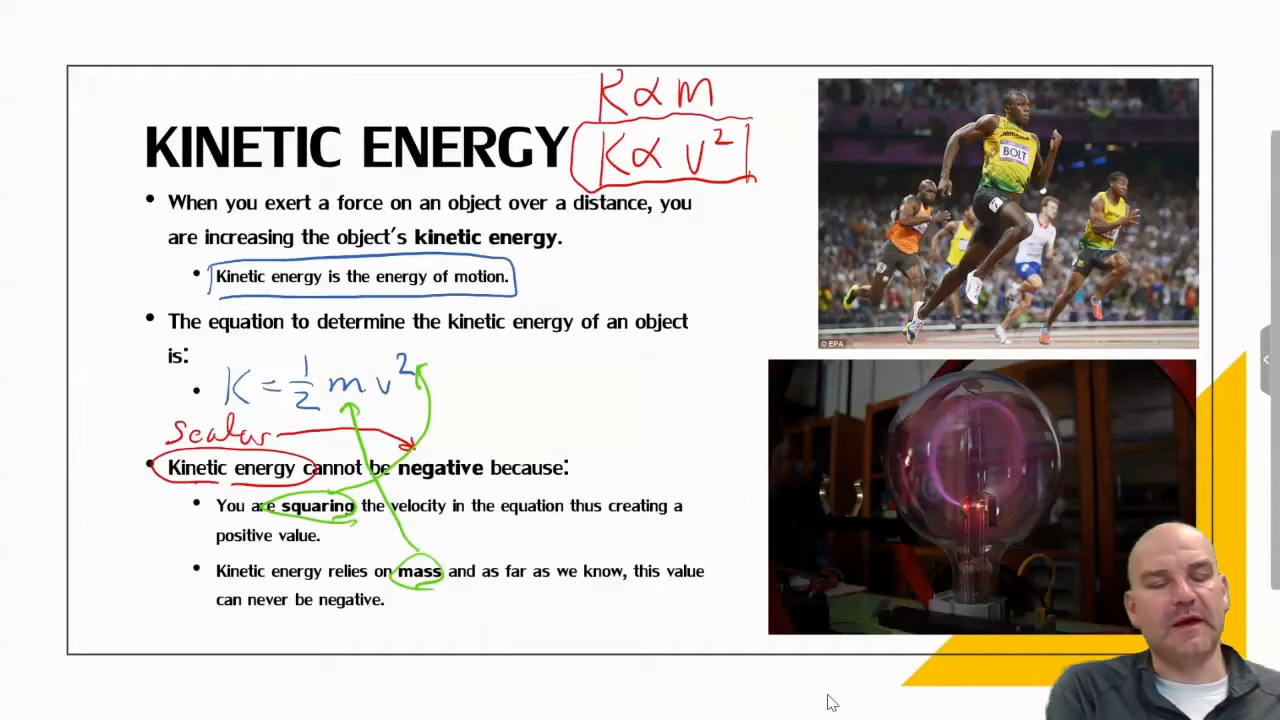 K ∝ m
KINETIC ENERGY
K ∝ v²
• When you exert a force on an object over a distance, you
are increasing the object's kinetic energy.
• Kinetic energy is the energy of motion.
• The equation to determine the kinetic energy of an object
is:
• K = 1/2 m v²
scalar
• Kinetic energy cannot be negative because:
• You are squaring the velocity in the equation thus creating a
positive value.
• Kinetic energy relies on mass and as far as we know, this value
can never be negative.
JAMAICA
BOLT
© EPA